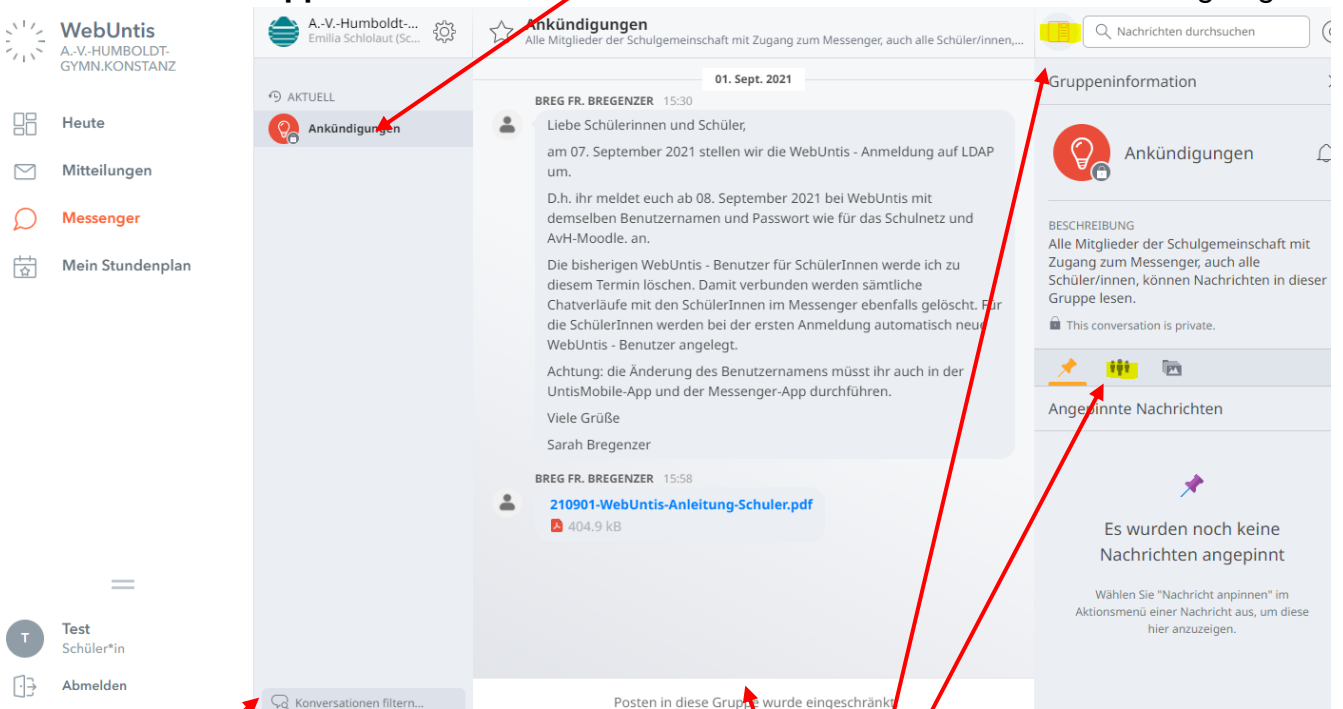 WebUntis
A.-V.-HUMBOLDT-
GYMN.KONSTANZ
Heute
Mitteilungen
Messenger
Mein Stundenplan
Test
Schüler*in
T
Abmelden
A.-V.-Humboldt-...
Emilia Schlolaut (Sc...
AKTUELL
Ankündigungen
Konversationen filtern...
Ankündigungen
Alle Mitglieder der Schulgemeinschaft mit Zugang zum Messenger, auch alle Schüler/innen,...
01. Sept. 2021
BREG FR. BREGENZER 15:30
Liebe Schülerinnen und Schüler,
am 07. September 2021 stellen wir die WebUntis - Anmeldung auf LDAP
um.
D.h. ihr meldet euch ab 08. September 2021 bei WebUntis mit
demselben Benutzernamen und Passwort wie für das Schulnetz und
AvH-Moodle. an.
Die bisherigen WebUntis - Benutzer für SchülerInnen werde ich zu
diesem Termin löschen. Damit verbunden werden sämtliche
Chatverläufe mit den SchülerInnen im Messenger ebenfalls gelöscht. Für
die SchülerInnen werden bei der ersten Anmeldung automatisch neue
WebUntis - Benutzer angelegt.
Achtung: die Änderung des Benutzernamens müsst ihr auch in der
UntisMobile-App und der Messenger-App durchführen.
Viele Grüße
Sarah Bregenzer
BREG FR. BREGENZER 15:58
210901-WebUntis-Anleitung-Schuler.pdf
404.9 kB
Posten in diese Gruppe wurde eingeschränkt
Nachrichten durchsuchen
Gruppeninformation
Ankündigungen
BESCHREIBUNG
Alle Mitglieder der Schulgemeinschaft mit
Zugang zum Messenger, auch alle
Schüler/innen, können Nachrichten in dieser
Gruppe lesen.
This conversation is private.
Angepinnte Nachrichten
Es wurden noch keine
Nachrichten angepinnt
Wählen Sie "Nachricht anpinnen" im
Aktionsmenü einer Nachricht aus, um diese
hier anzuzeigen.